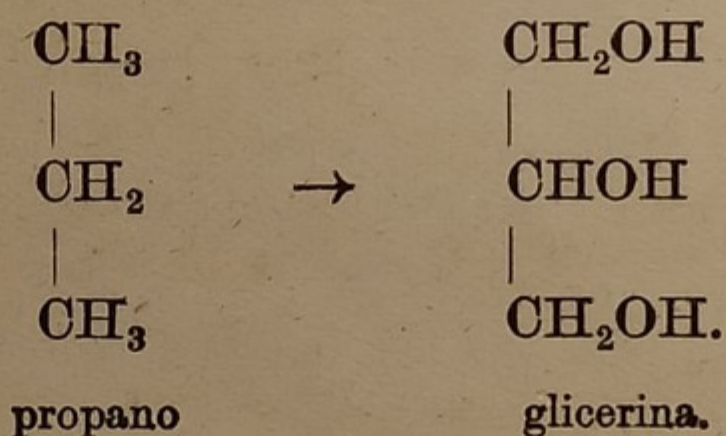 CH₃ CH₂OH
| |
CH₂ → CHOH
| |
CH₃ CH₂OH.
propano glicerina.